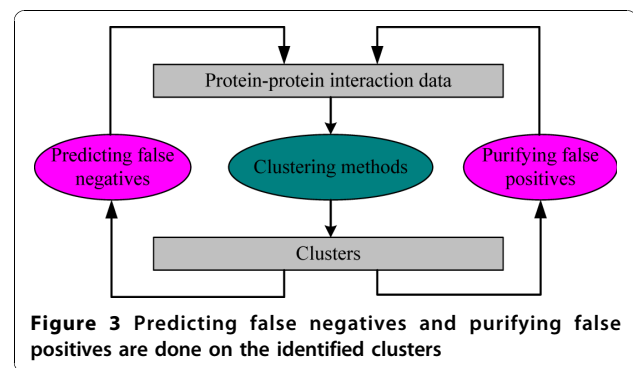 Protein-protein interaction data
Predicting false
negatives
Clustering methods
Purifying false
positives
Clusters
Figure 3 Predicting false negatives and purifying false
positives are done on the identified clusters